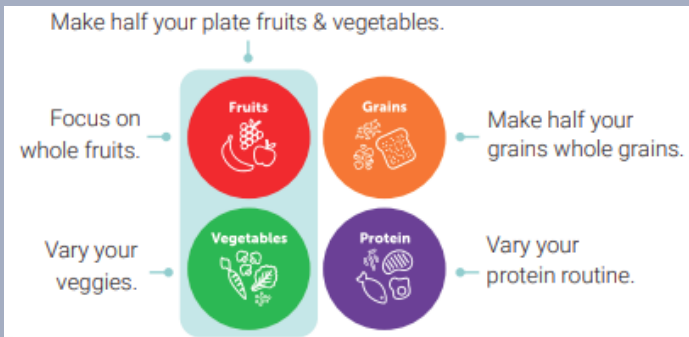 Make half your plate fruits & vegetables.
Focus on
whole fruits.
Fruits
Grains
Make half your
grains whole grains.
Vary your
veggies.
Vegetables
Protein
Vary your
protein routine.